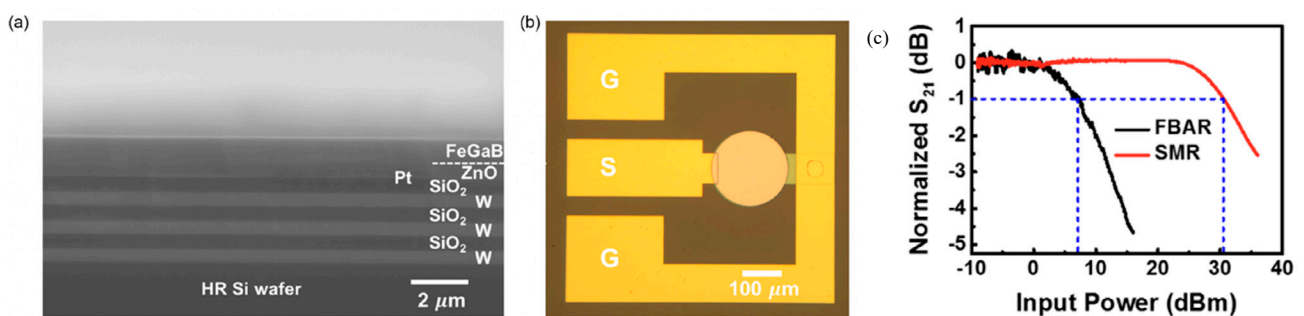 (a)
FeGaB
ZnO
Pt
SiO₂
W
SiO₂
W
SiO₂
W
HR Si wafer
2 μm
(b)
G
S
G
100 μm
(c)
Normalized S₂₁ (dB)
1
0
-1
-2
-3
-4
-5
FBAR
SMR
-10 0 10 20 30 40
Input Power (dBm)